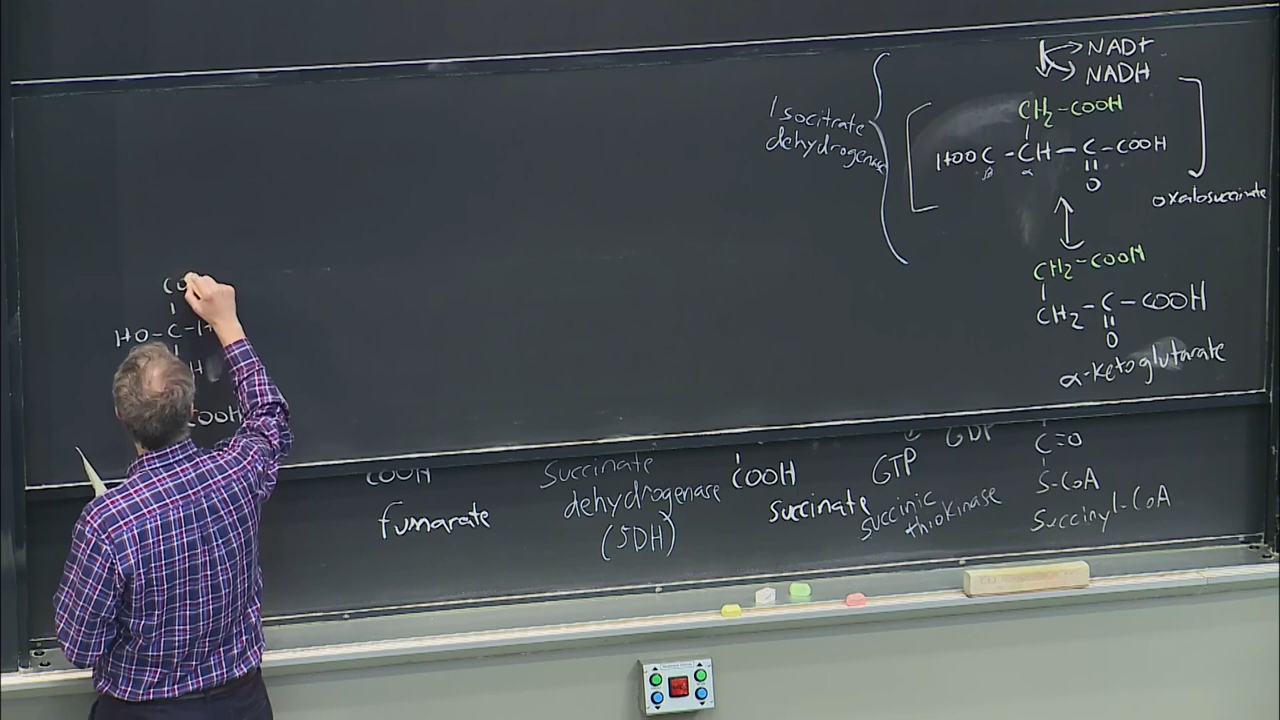 NAD+
NADH
CH2-COOH
HOOC-CH-C-COOH
β α
O
oxalosuccinate
Isocitrate
dehydrogenase
CH2-COOH
CH2-C-COOH
O
α-ketoglutarate
HO-C-H
H
COOH
COOH
fumarate
Succinate
dehydrogenase
(SDH)
COOH
succinate
GDP
GTP
succinic
thiokinase
C=O
S-CoA
Succinyl-CoA